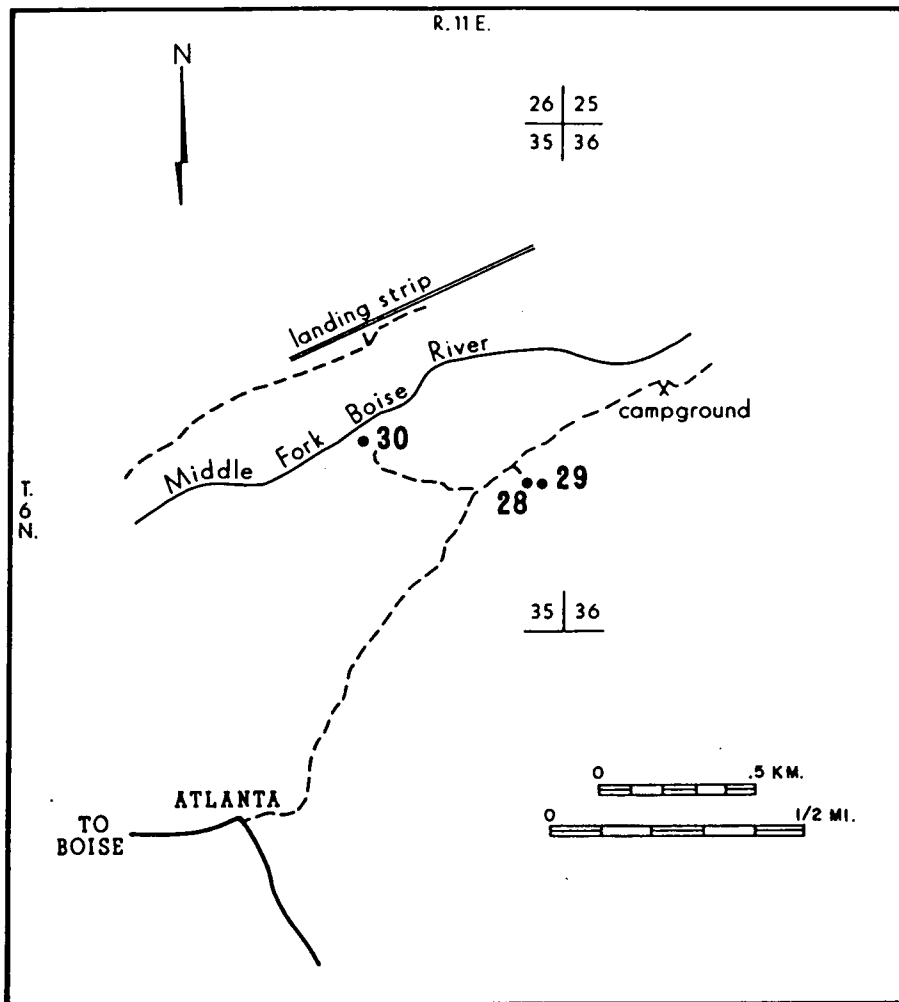 R. 11 E.
N
26 25
35 36
landing strip
Middle Fork Boise River
campground
30
28 29
T.
6
N.
35 36
0 .5 KM.
0 1/2 MI.
ATLANTA
TO
BOISE